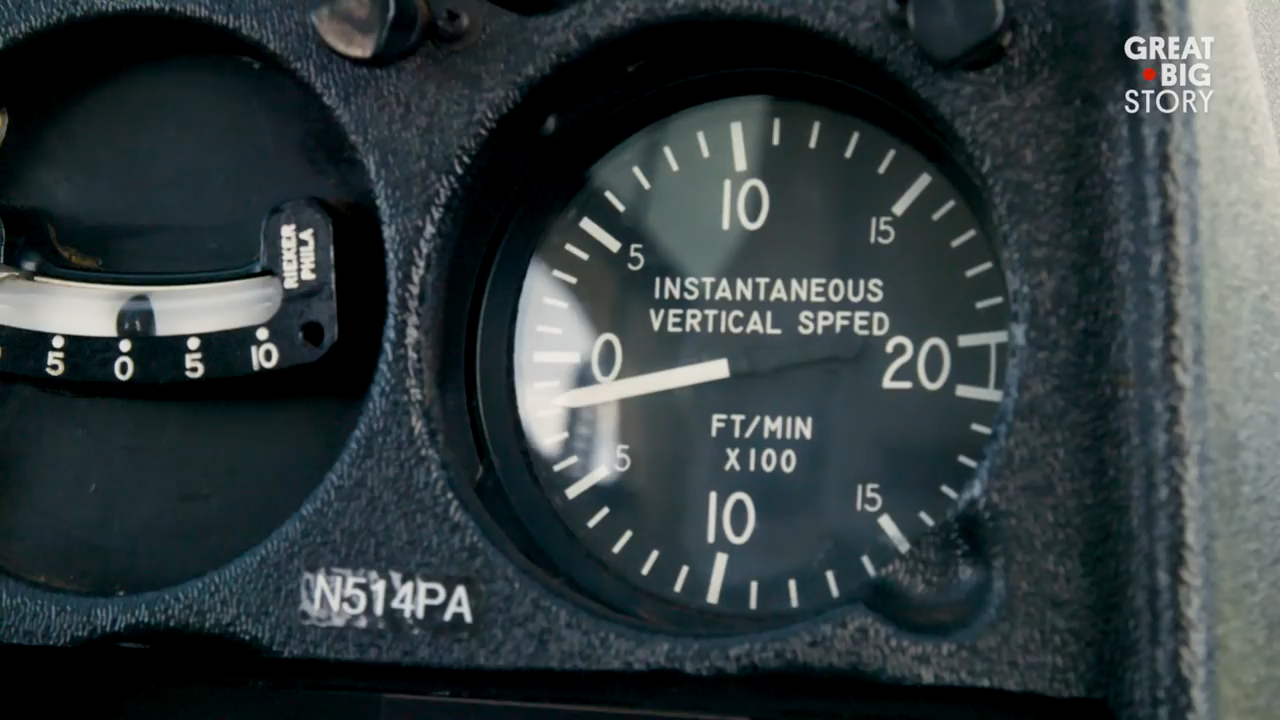 GREAT
BIG
STORY
10
15
5
INSTANTANEOUS
VERTICAL SPFED
0
20
FT/MIN
X100
5
15
10
RIEKER
PHILA
5 0 5 10
N514PA